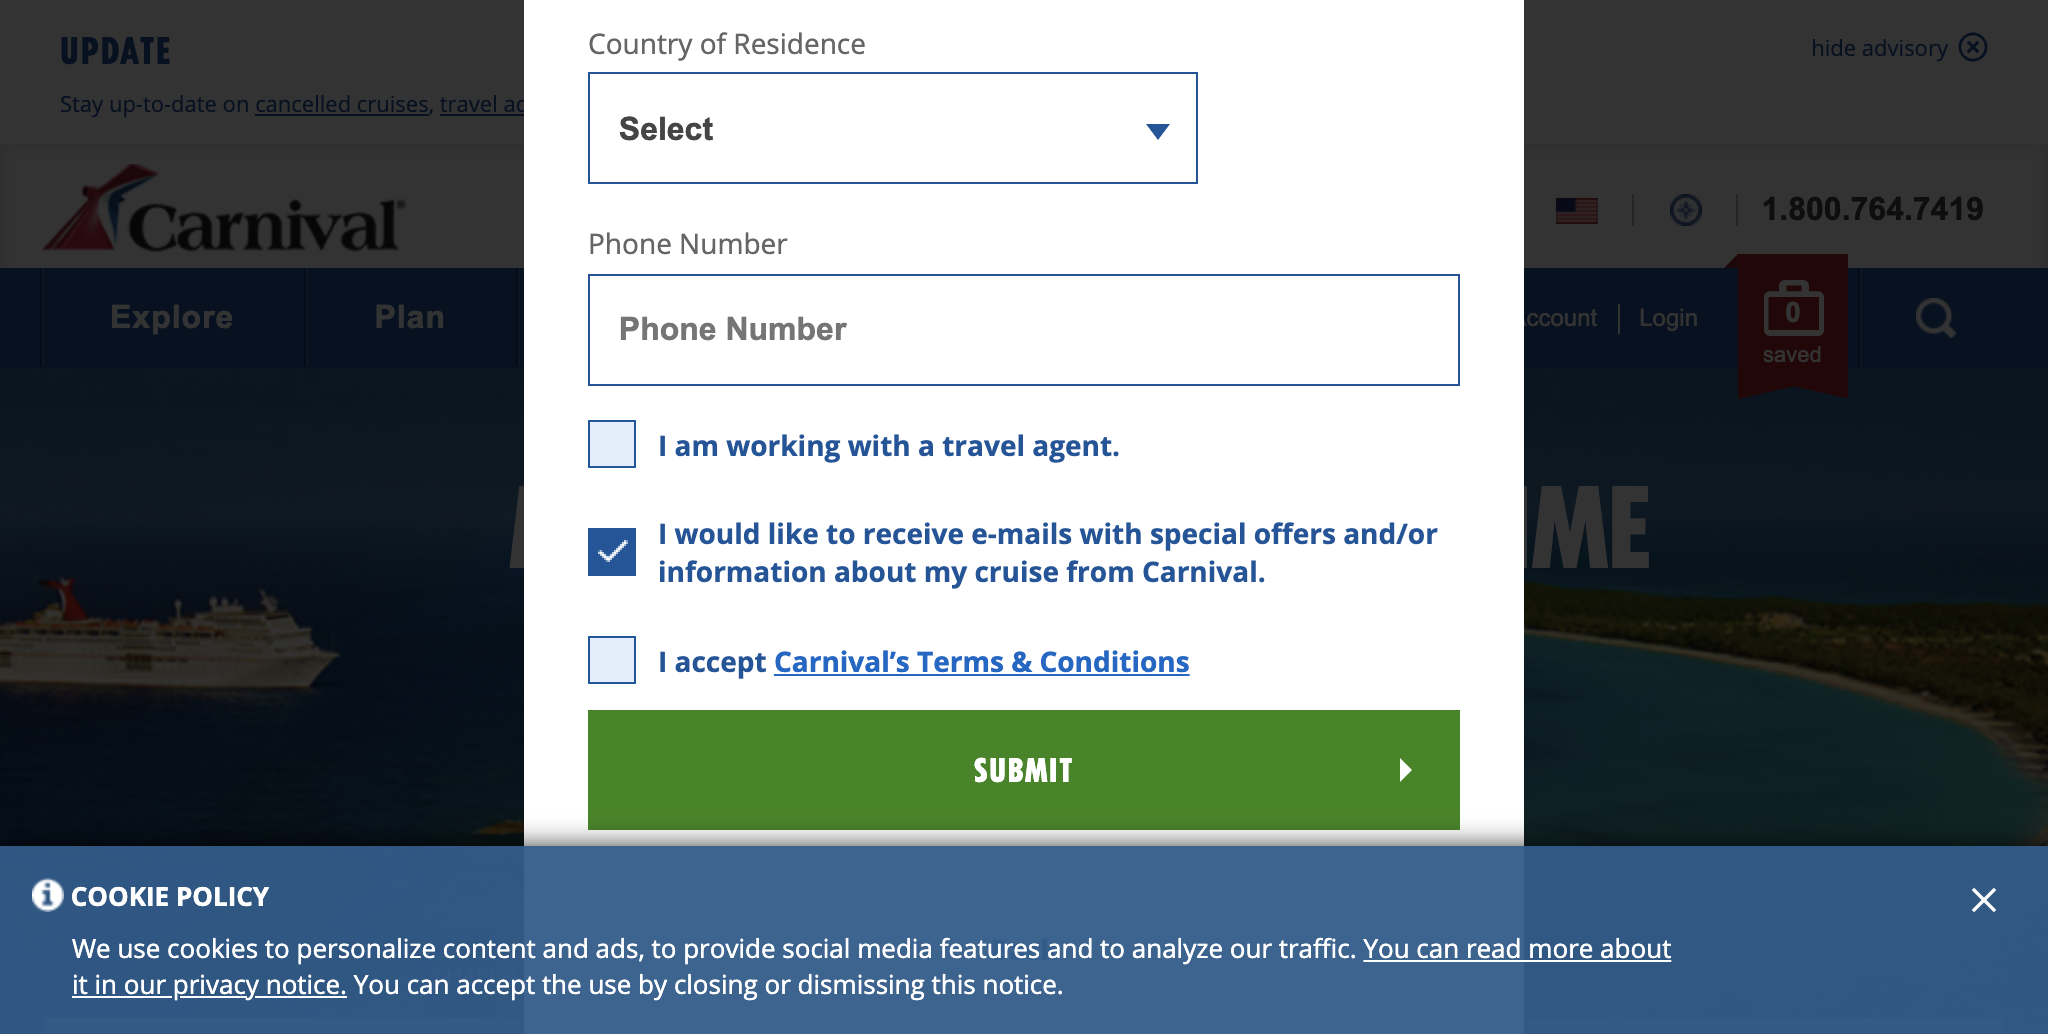 UPDATE
hide advisory
Stay up-to-date on cancelled cruises, travel
Carnival
1.800.764.7419
Explore
Plan
Login
0
saved
Country of Residence
Select
Phone Number
Phone Number
I am working with a travel agent.
I would like to receive e-mails with special offers and/or
information about my cruise from Carnival.
I accept Carnival’s Terms & Conditions
SUBMIT
COOKIE POLICY
We use cookies to personalize content and ads, to provide social media features and to analyze our traffic. You can read more about
it in our privacy notice. You can accept the use by closing or dismissing this notice.